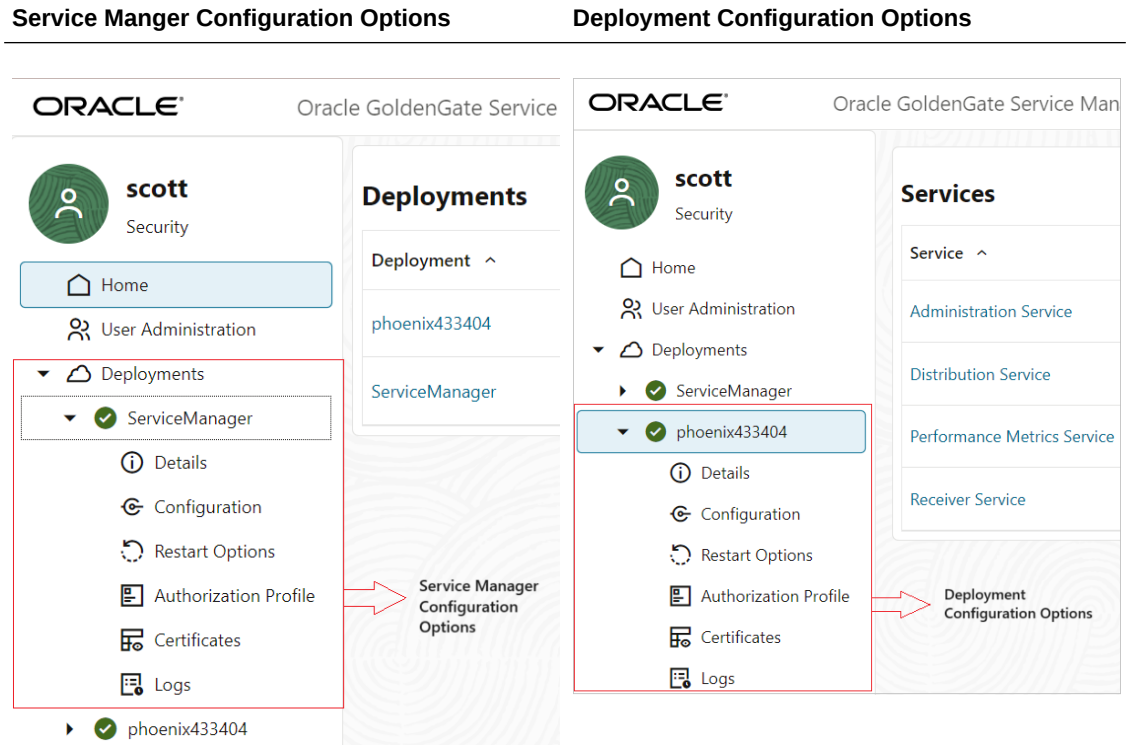 Service Manger Configuration Options
Deployment Configuration Options
ORACLE
Oracle GoldenGate Service
scott
Security
Home
User Administration
Deployments
ServiceManager
Details
Configuration
Restart Options
Authorization Profile
Certificates
Logs
phoenix433404
Deployments
Deployment
phoenix433404
ServiceManager
Service Manager
Configuration
Options
ORACLE
Oracle GoldenGate Service Man
scott
Security
Home
User Administration
Deployments
ServiceManager
phoenix433404
Details
Configuration
Restart Options
Authorization Profile
Certificates
Logs
Services
Service
Administration Service
Distribution Service
Performance Metrics Service
Receiver Service
Deployment
Configuration Options